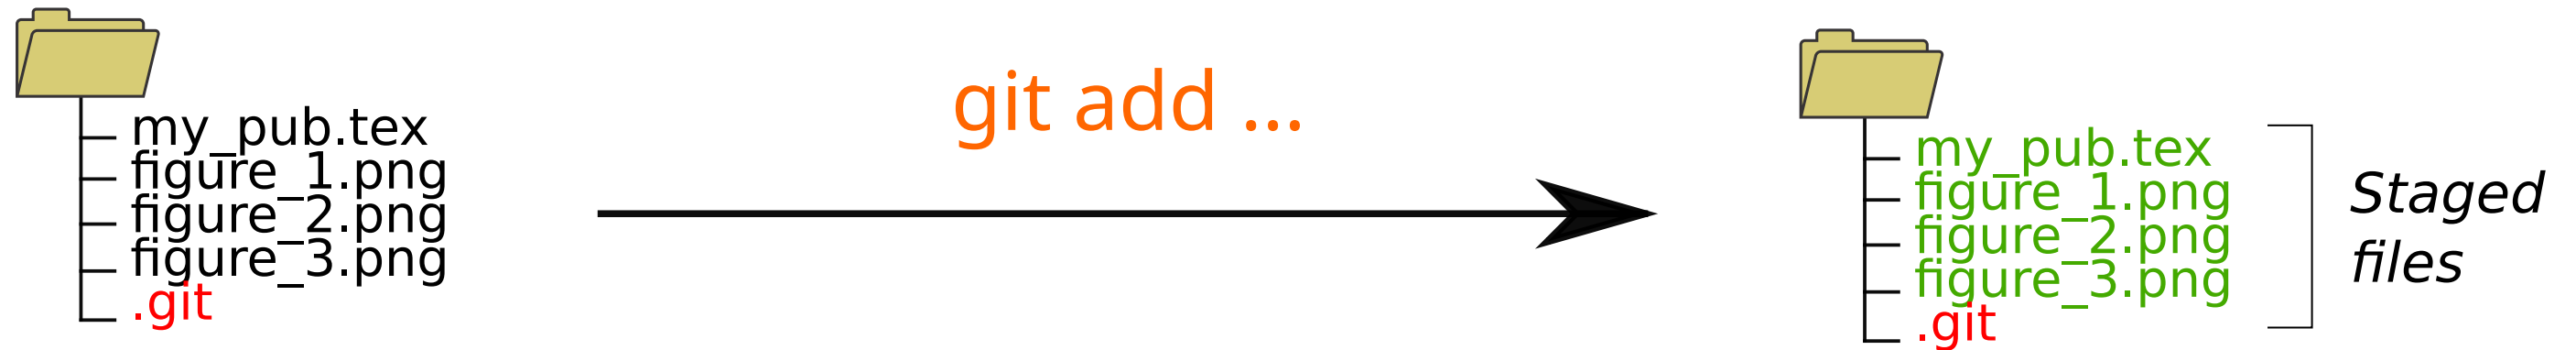 my_pub.tex
figure_1.png
figure_2.png
figure_3.png
.git
git add ...
my_pub.tex
figure_1.png
figure_2.png
figure_3.png
.git
Staged
files